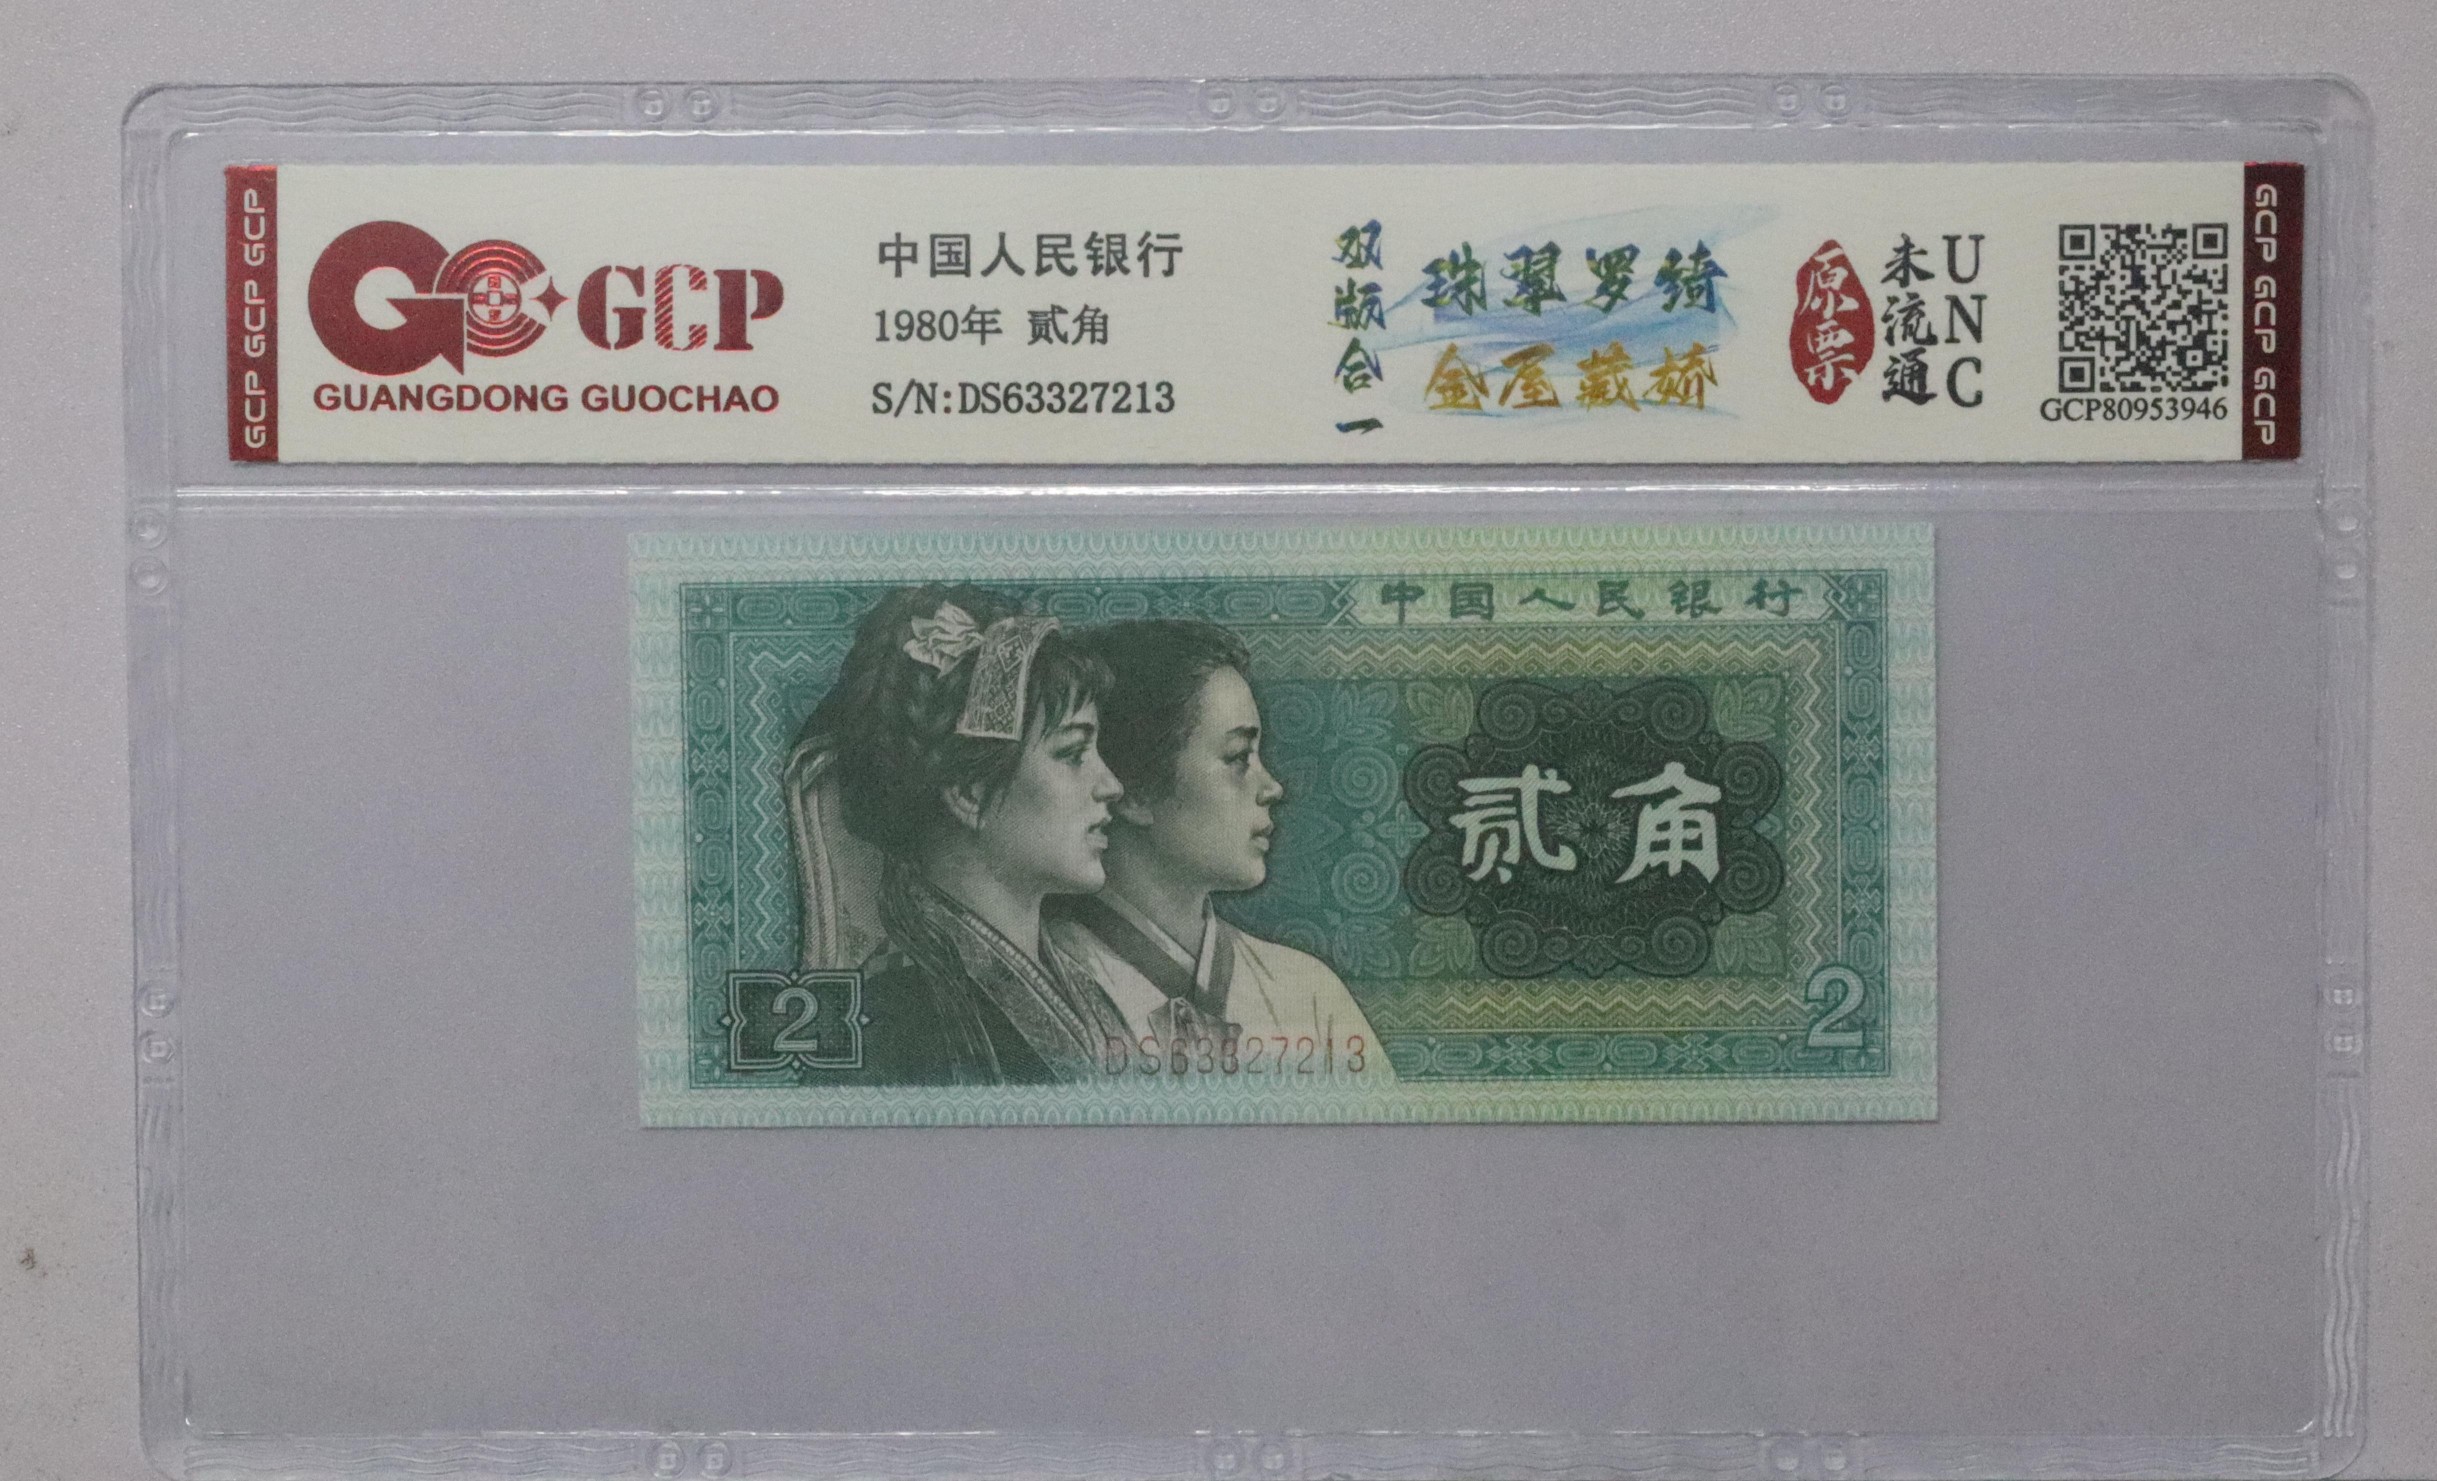 GCP GCP GCP
GCP
GUANGDONG GUOCHAO
中国人民银行
1980年 贰角
S/N:DS63327213
双版合一
珠翠罗绮
金屋藏娇
原票
未流通
UNC
GCP80953946
GCP GCP GCP
中国人民银行
贰角
2
2
DS63327213